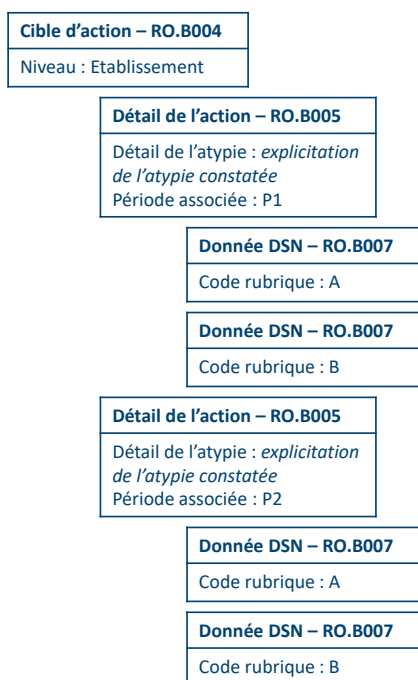 Cible d'action – RO.B004
Niveau : Etablissement
Détail de l'action – RO.B005
Détail de l'atypie : explicitation
de l'atypie constatée
Période associée : P1
Donnée DSN – RO.B007
Code rubrique : A
Donnée DSN – RO.B007
Code rubrique : B
Détail de l'action – RO.B005
Détail de l'atypie : explicitation
de l'atypie constatée
Période associée : P2
Donnée DSN – RO.B007
Code rubrique : A
Donnée DSN – RO.B007
Code rubrique : B